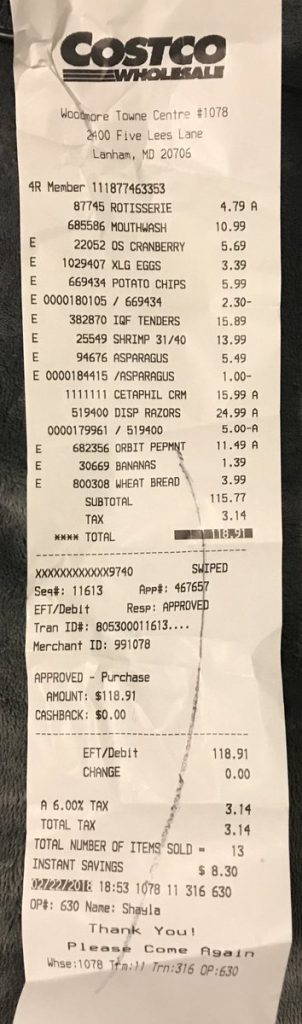 COSTCO
WHOLESALE
Woodmore Towne Centre #1078
2400 Five Lees Lane
Lanham, MD 20706
4R Member 111877463353
87745 ROTISSERIE 4.79 A
685586 MOUTHWASH 10.99
E 22052 OS CRANBERRY 5.69
E 1029407 XLG EGGS 3.39
E 669434 POTATO CHIPS 5.99
E 0000180105 / 669434 2.30-
E 382870 IQF TENDERS 15.89
E 25549 SHRIMP 31/40 13.99
E 94676 ASPARAGUS 5.49
E 0000184415 /ASPARAGUS 1.00-
1111111 CETAPHIL CRM 15.99 A
519400 DISP RAZORS 24.99 A
0000179961 / 519400 5.00-A
E 682356 ORBIT PEPMNT 11.49 A
E 30669 BANANAS 1.39
E 800308 WHEAT BREAD 3.99
SUBTOTAL 115.77
TAX 3.14
**** TOTAL 118.91
XXXXXXXXXXXX9740 SWIPED
Seq#: 11613 App#: 467657
EFT/Debit Resp: APPROVED
Tran ID#: 805300011613....
Merchant ID: 991078
APPROVED - Purchase
AMOUNT: $118.91
CASHBACK: $0.00
EFT/Debit 118.91
CHANGE 0.00
A 6.00% TAX 3.14
TOTAL TAX 3.14
TOTAL NUMBER OF ITEMS SOLD = 13
INSTANT SAVINGS $ 8.30
02/22/2018 18:53 1078 11 316 630
OP#: 630 Name: Shayla
Thank You!
Please Come Again
Whse:1078 Trm:11 Trn:316 OP:630